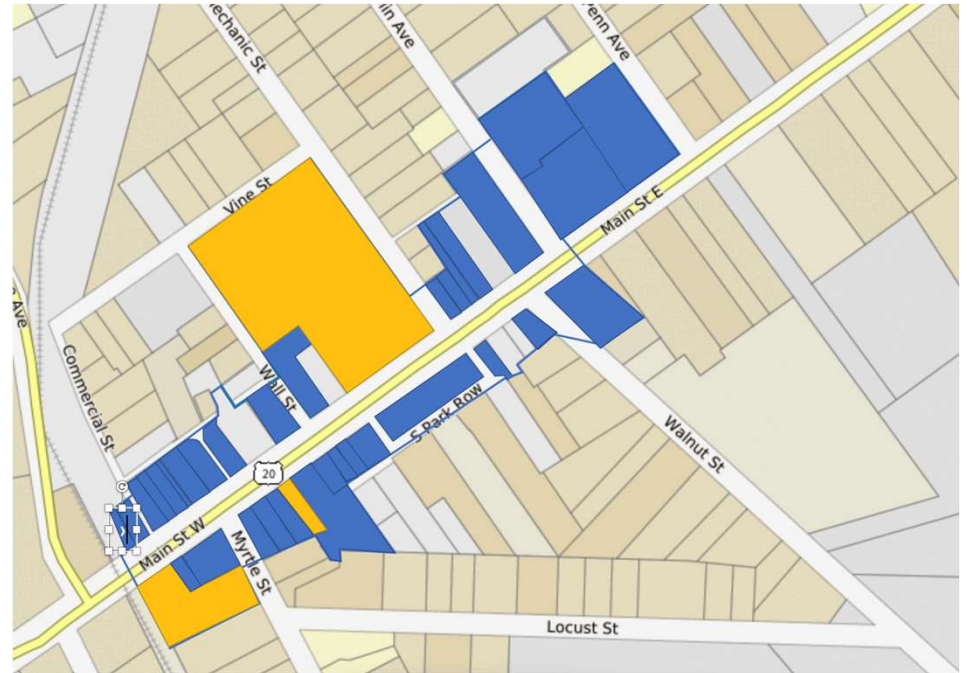 Mechanic St
Vine St
Main St E
Commercial St
Wall St
S Park Row
20
Walnut St
Main St W
Myrtle St
Locust St
Ave
Ave